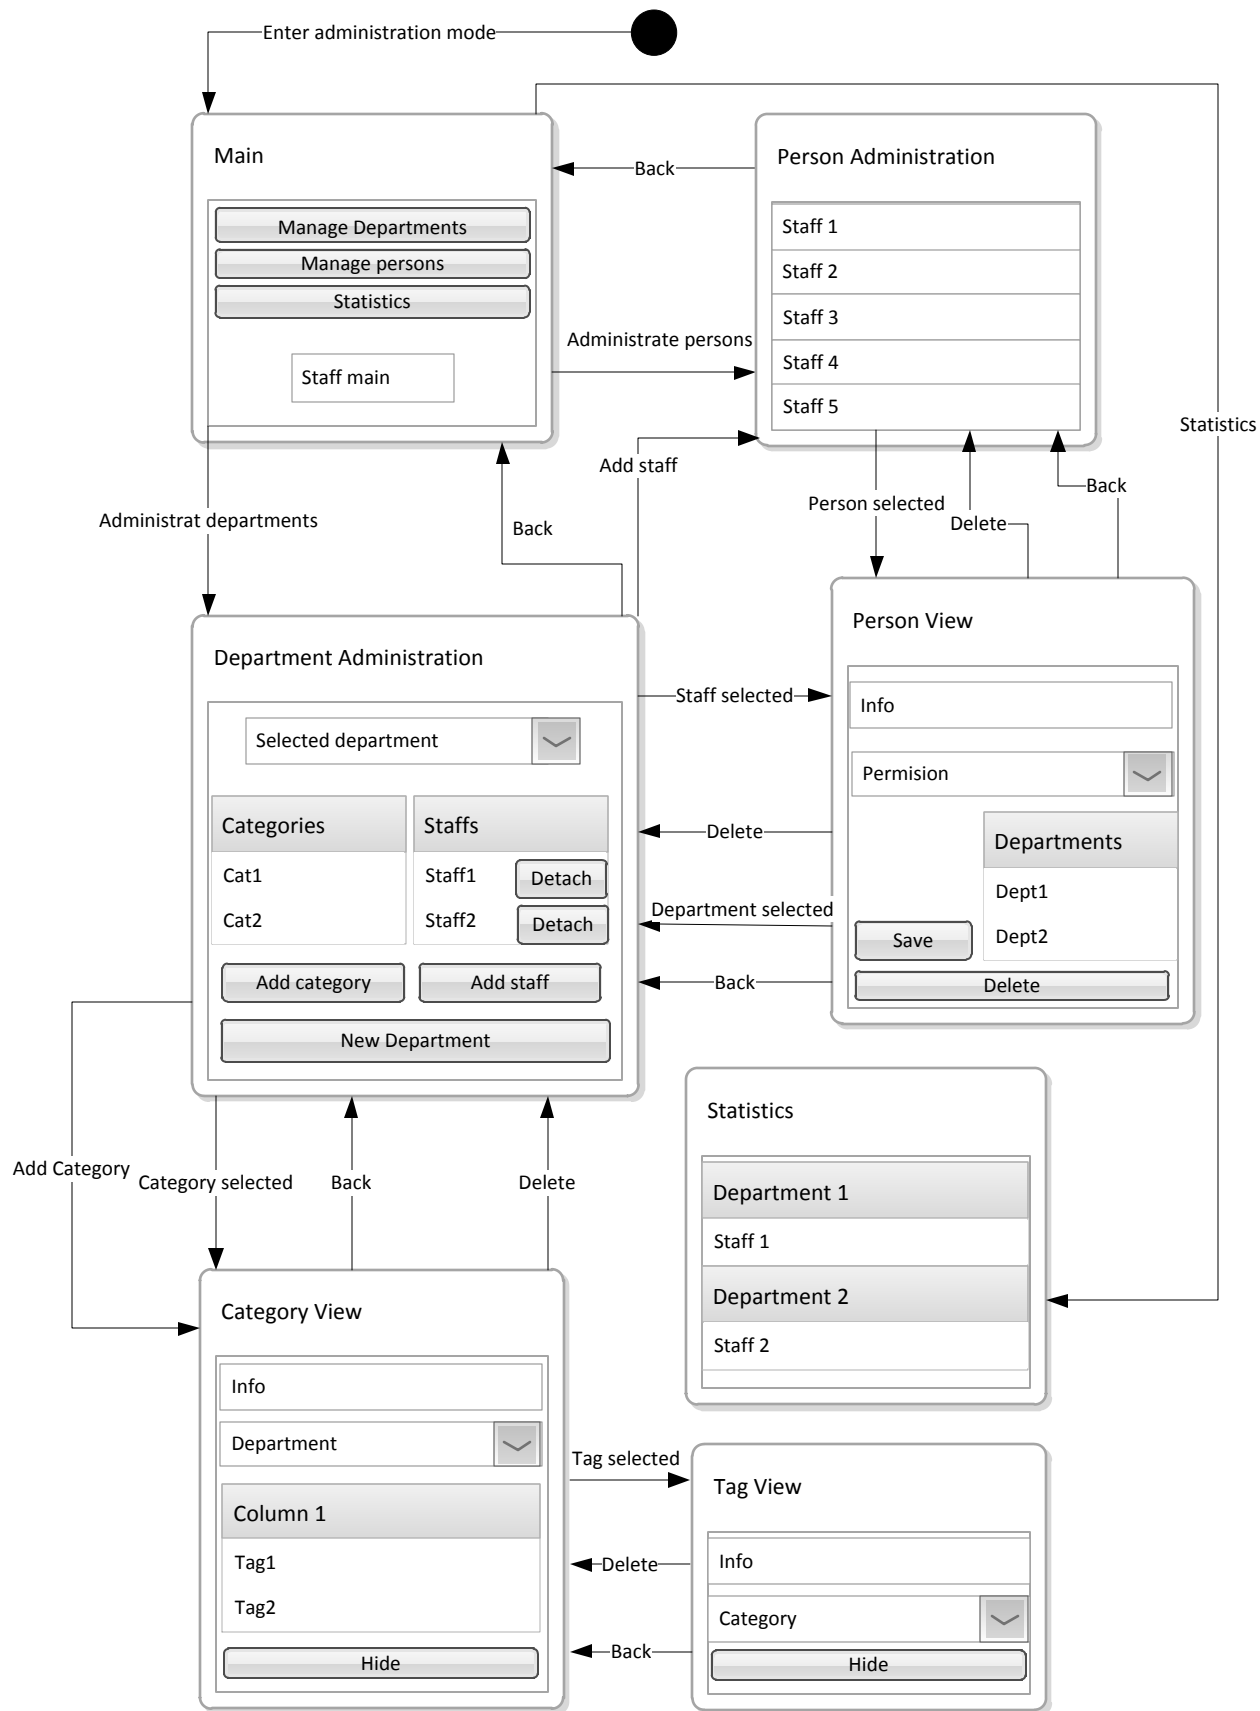 Enter administration mode
Main
Manage Departments
Manage persons
Statistics
Staff main
Back
Person Administration
Staff 1
Staff 2
Staff 3
Staff 4
Staff 5
Administrate persons
Statistics
Add staff
Person selected
Delete
Back
Administrat departments
Back
Department Administration
Selected department
Categories
Staffs
Cat1
Staff1
Detach
Cat2
Staff2
Detach
Add category
Add staff
New Department
Staff selected
Delete
Department selected
Back
Person View
Info
Permision
Departments
Dept1
Dept2
Save
Delete
Add Category
Category selected
Back
Delete
Statistics
Department 1
Staff 1
Department 2
Staff 2
Category View
Info
Department
Column 1
Tag1
Tag2
Hide
Tag selected
Delete
Back
Tag View
Info
Category
Hide